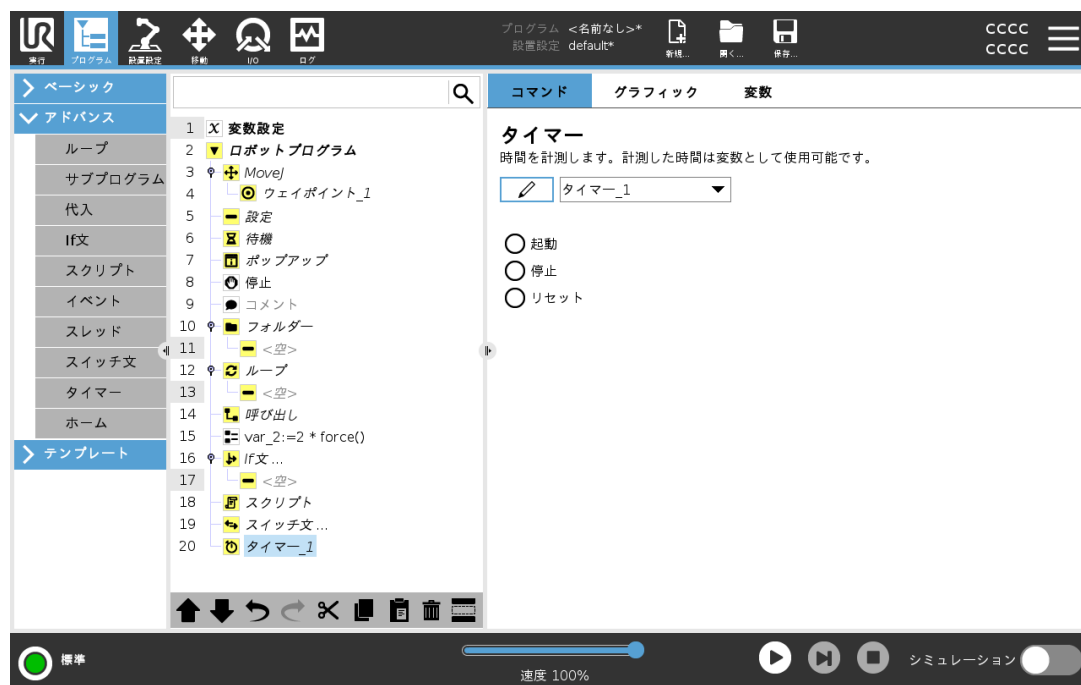 UR
プログラム <名前なし>*
設置設定 default*
CCCC
CCCC
実行
プログラム
設置設定
移動
I/O
ログ
新規...
開く...
保存...
ベーシック
アドバンス
ループ
サブプログラム
代入
If文
スクリプト
イベント
スレッド
スイッチ文
タイマー
ホーム
テンプレート
1 変数設定
2 ロボットプログラム
3 MoveJ
4 ウェイポイント_1
5 設定
6 待機
7 ポップアップ
8 停止
9 コメント
10 フォルダー
11 <空>
12 ループ
13 <空>
14 呼び出し
15 var_2:=2 * force()
16 If文 ...
17 <空>
18 スクリプト
19 スイッチ文 ...
20 タイマー_1
コマンド
グラフィック
変数
タイマー
時間を計測します。計測した時間は変数として使用可能です。
タイマー_1
起動
停止
リセット
標準
速度 100%
シミュレーション